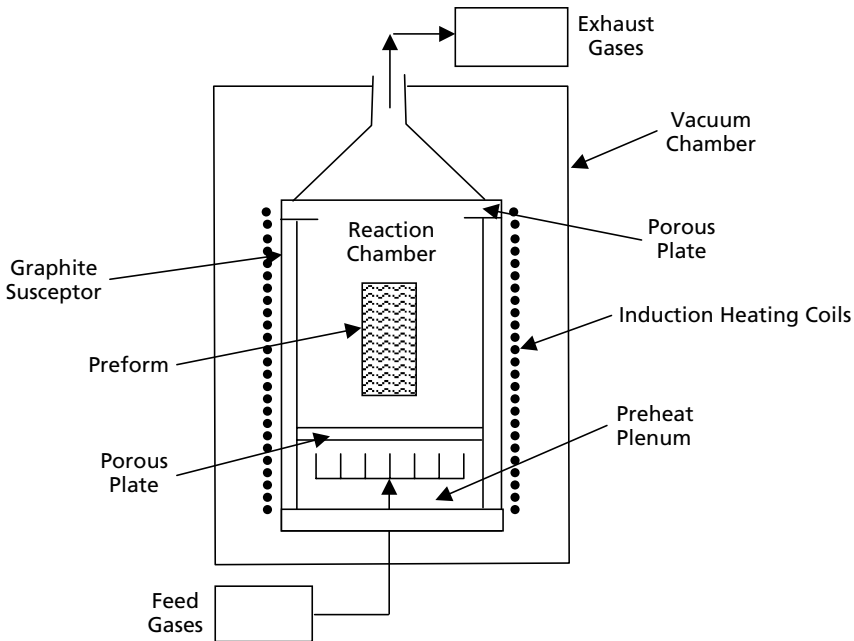 Exhaust
Gases
Vacuum
Chamber
Reaction
Chamber
Porous
Plate
Graphite
Susceptor
Induction Heating Coils
Preform
Preheat
Plenum
Porous
Plate
Feed
Gases